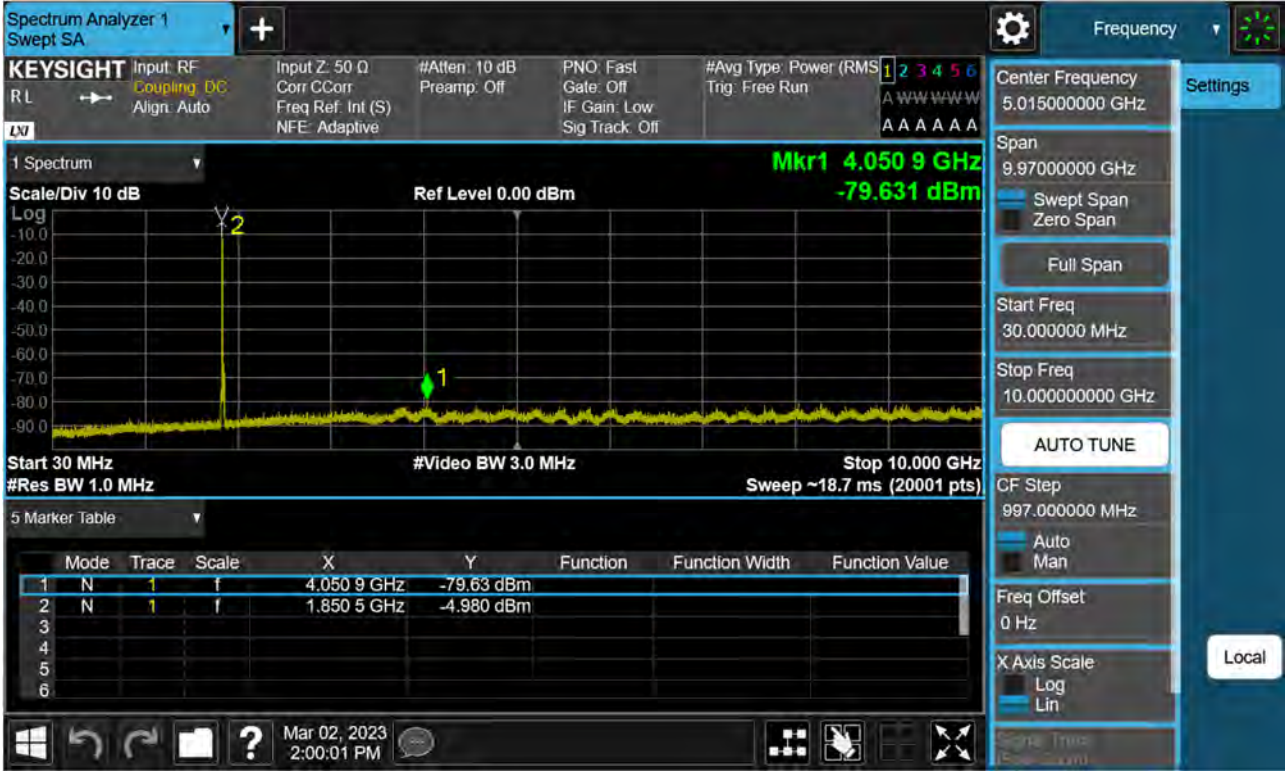 Spectrum Analyzer 1
Swept SA
+
Frequency
KEYSIGHT
RL
LXI
Input: RF
Coupling: DC
Align: Auto
Input Z: 50 Ω
Corr CCorr
Freq Ref: Int (S)
NFE: Adaptive
#Atten: 10 dB
Preamp: Off
PNO: Fast
Gate: Off
IF Gain: Low
Sig Track: Off
#Avg Type: Power (RMS
Trig: Free Run
1 2 3 4 5 6
A W W W W W
A A A A A A
1 Spectrum
Scale/Div 10 dB
Ref Level 0.00 dBm
Mkr1 4.050 9 GHz
-79.631 dBm
Log
-10.0
-20.0
-30.0
-40.0
-50.0
-60.0
-70.0
-80.0
-90.0
2
1
Start 30 MHz
#Video BW 3.0 MHz
Stop 10.000 GHz
#Res BW 1.0 MHz
Sweep ~18.7 ms (20001 pts)
5 Marker Table
Mode Trace Scale X Y Function Function Width Function Value
1 N 1 f 4.050 9 GHz -79.63 dBm
2 N 1 f 1.850 5 GHz -4.980 dBm
3
4
5
6
?
Mar 02, 2023
2:00:01 PM
Center Frequency
5.015000000 GHz
Settings
Span
9.97000000 GHz
Swept Span
Zero Span
Full Span
Start Freq
30.000000 MHz
Stop Freq
10.000000000 GHz
AUTO TUNE
CF Step
997.000000 MHz
Auto
Man
Freq Offset
0 Hz
X Axis Scale
Log
Lin
Local